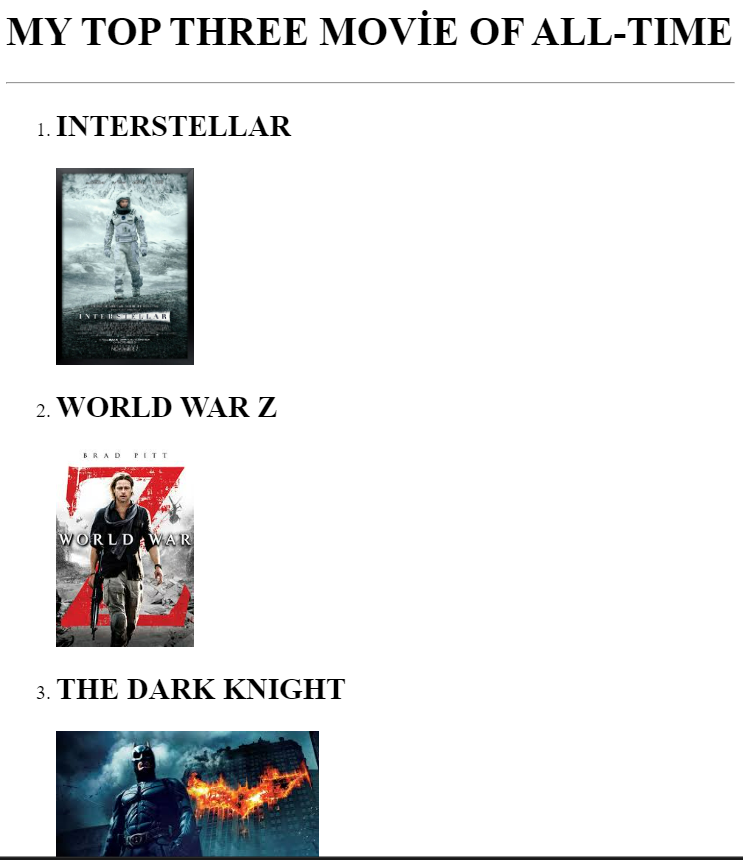 MY TOP THREE MOVİE OF ALL-TIME
1. INTERSTELLAR
INTERSTELLAR
2. WORLD WAR Z
BRAD PITT
WORLD WAR
Z
3. THE DARK KNIGHT